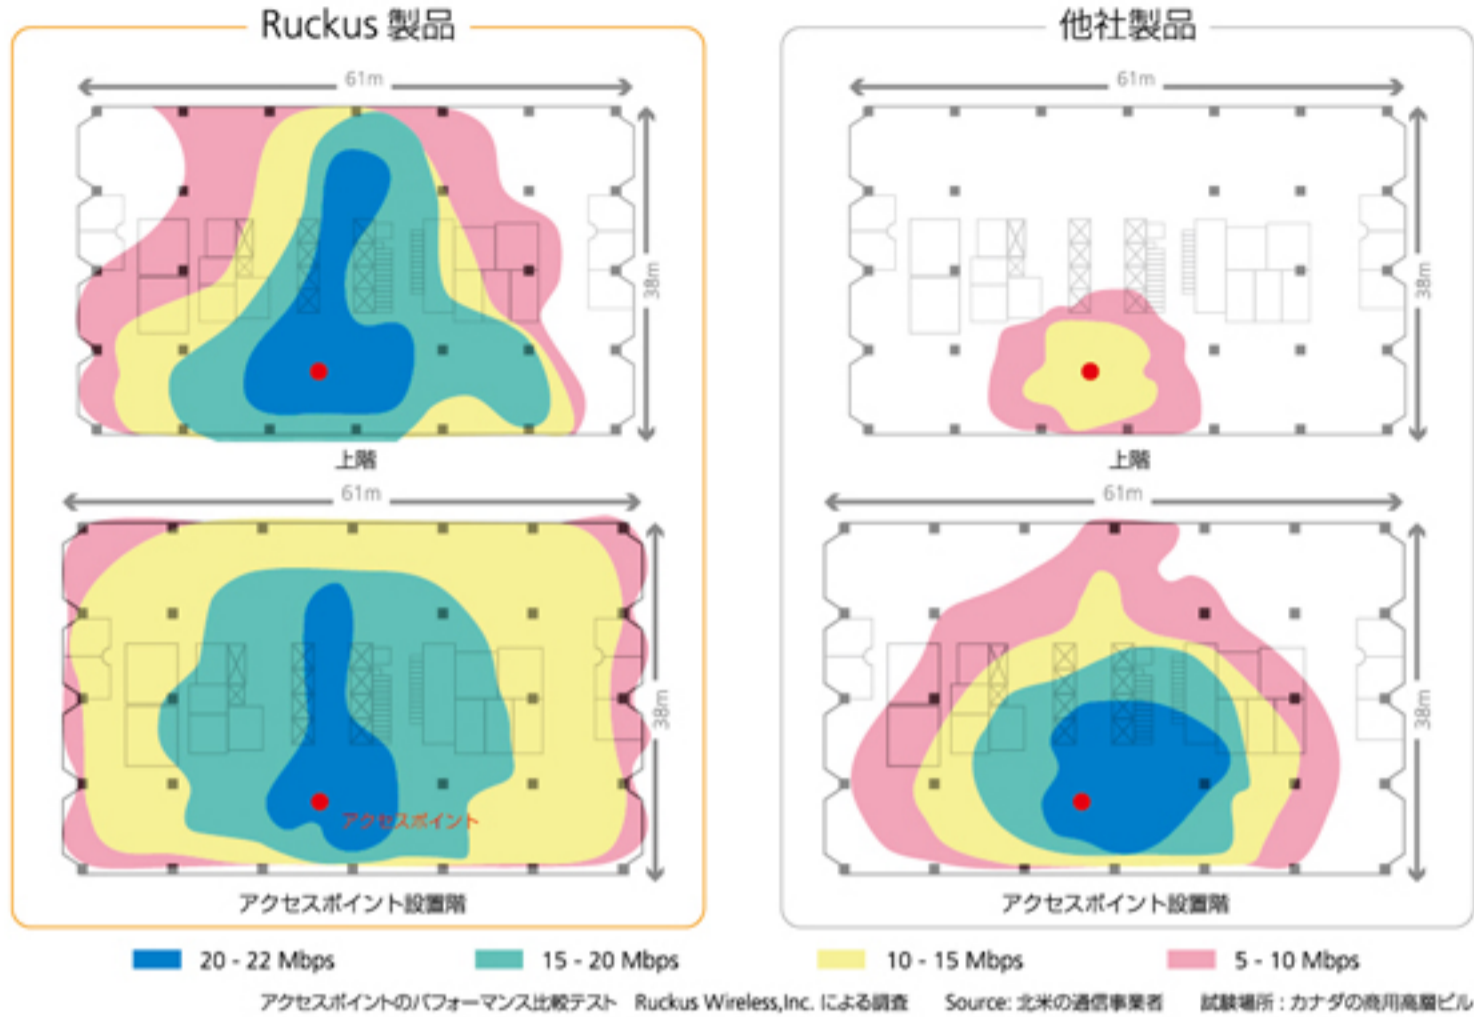 Ruckus 製品
他社製品
61m
61m
38m
38m
上階
上階
61m
61m
38m
38m
アクセスポイント
アクセスポイント設置階
アクセスポイント設置階
20 - 22 Mbps
15 - 20 Mbps
10 - 15 Mbps
5 - 10 Mbps
アクセスポイントのパフォーマンス比較テスト Ruckus Wireless,Inc. による調査 Source: 北米の通信事業者 試験場所 : カナダの商用高層ビル